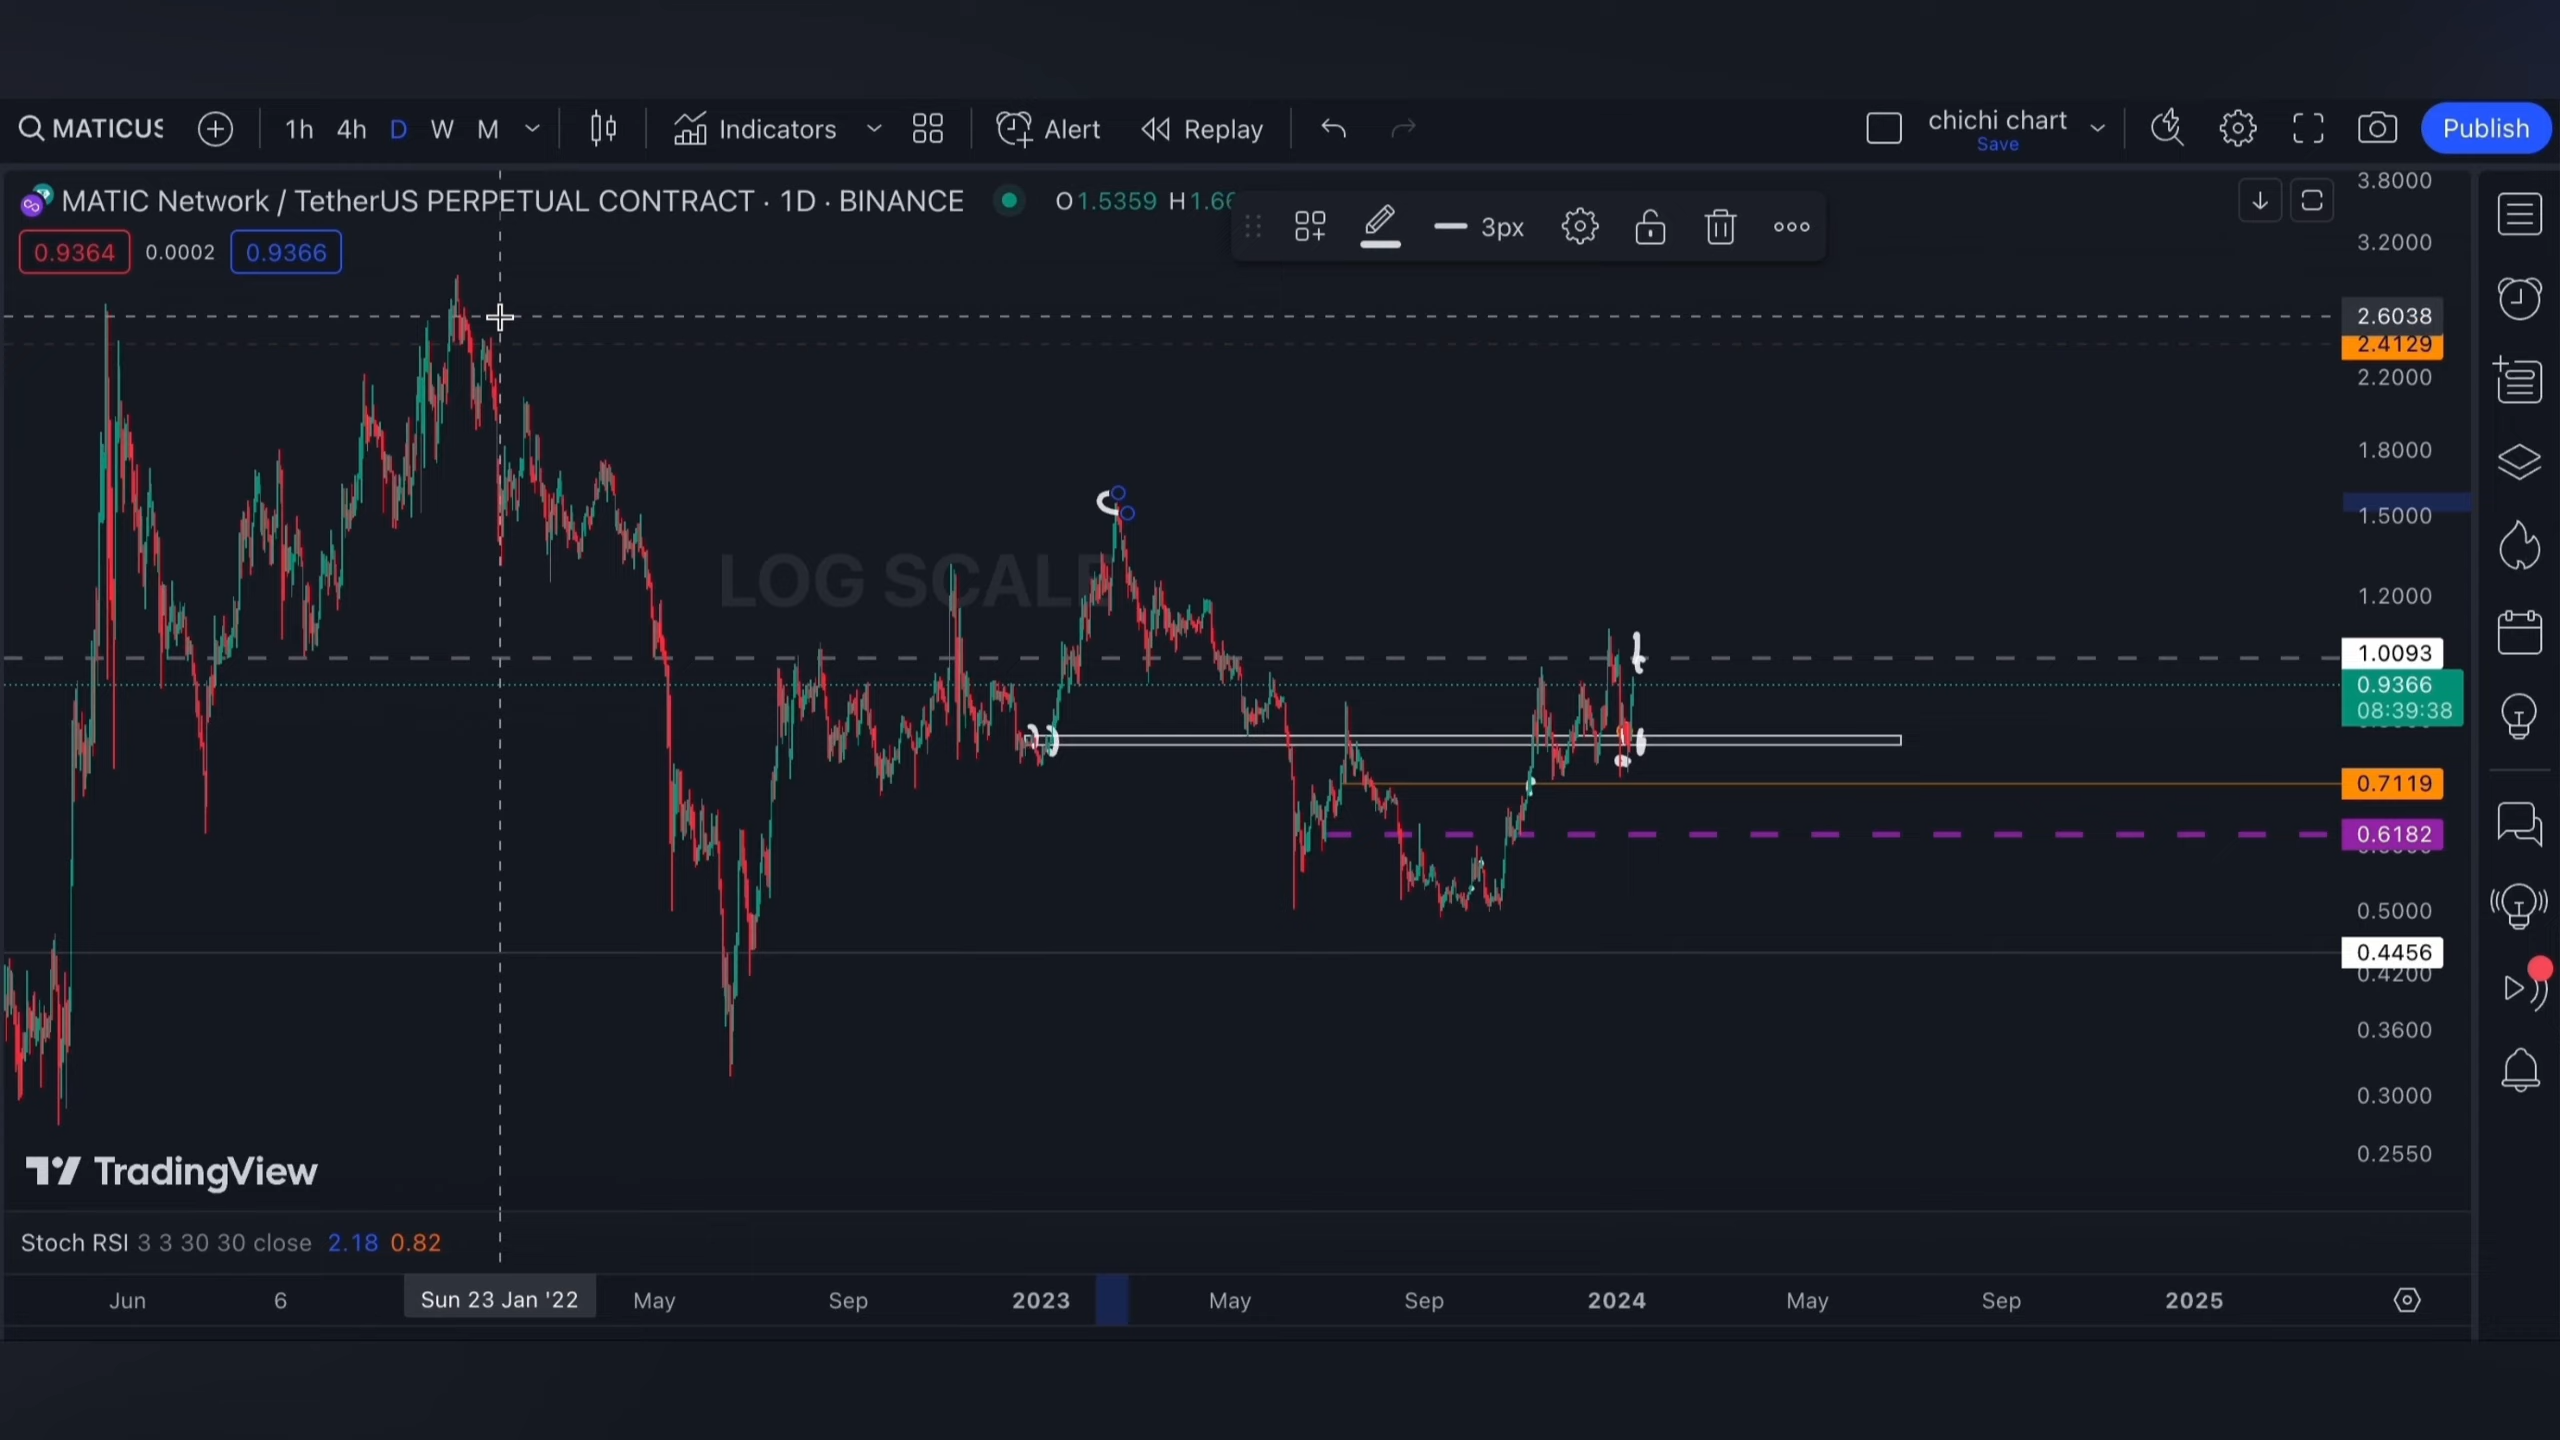 MATICUS
1h 4h D W M
Indicators
Alert
Replay
chichi chart
Save
Publish
MATIC Network / TetherUS PERPETUAL CONTRACT · 1D · BINANCE
O1.5359 H1.66
3px
0.9364 0.0002 0.9366
LOG SCALE
3.8000
3.2000
2.6038
2.4129
2.2000
1.8000
1.5000
1.2000
1.0093
0.9366
08:39:38
0.7119
0.6182
0.5000
0.4456
0.4200
0.3600
0.3000
0.2550
TradingView
Stoch RSI 3 3 30 30 close 2.18 0.82
Jun 6 Sun 23 Jan '22 May Sep 2023 May Sep 2024 May Sep 2025